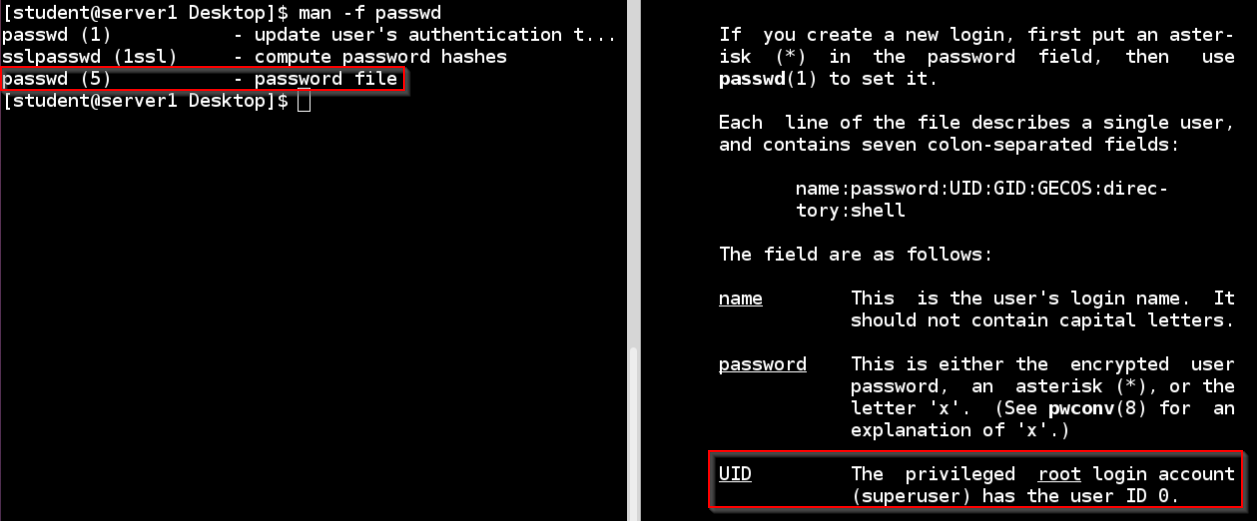 [student@server1 Desktop]$ man -f passwd
passwd (1)           - update user's authentication t...
sslpasswd (1ssl)     - compute password hashes
passwd (5)           - password file
[student@server1 Desktop]$
If  you create a new login, first put an aster-
isk (*)  in  the  password  field,  then   use
passwd(1) to set it.
Each  line of the file describes a single user,
and contains seven colon-separated fields:
name:password:UID:GID:GECOS:direc-
tory:shell
The field are as follows:
name        This  is the user's login name.  It
should not contain capital letters.
password    This is either the  encrypted  user
password,  an  asterisk (*), or the
letter 'x'.  (See pwconv(8) for  an
explanation of 'x'.)
UID         The  privileged  root login account
(superuser) has the user ID 0.